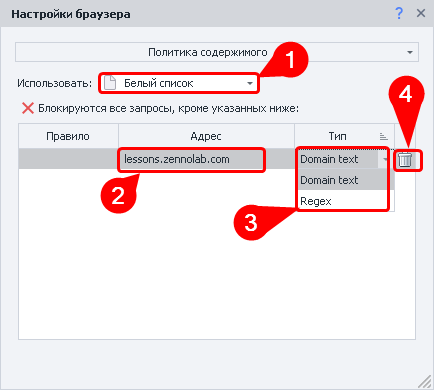 Настройки браузера ? ×
Политика содержимого
1
Использовать: Белый список
4
Блокируются все запросы, кроме указанных ниже:
Правило Адрес Тип
lessons.zennolab.com Domain text
2
Domain text
Regex
3